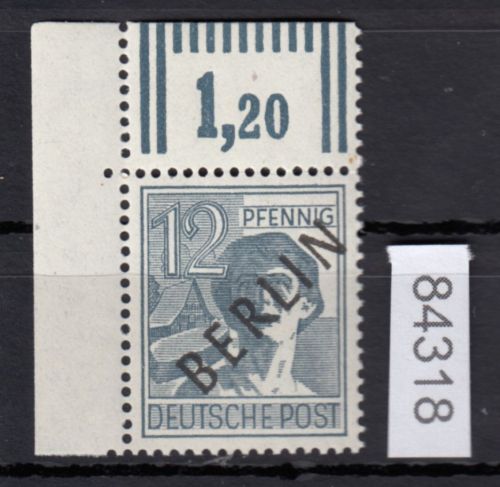 1,20
12 PFENNIG
BERLIN
DEUTSCHE POST
84318